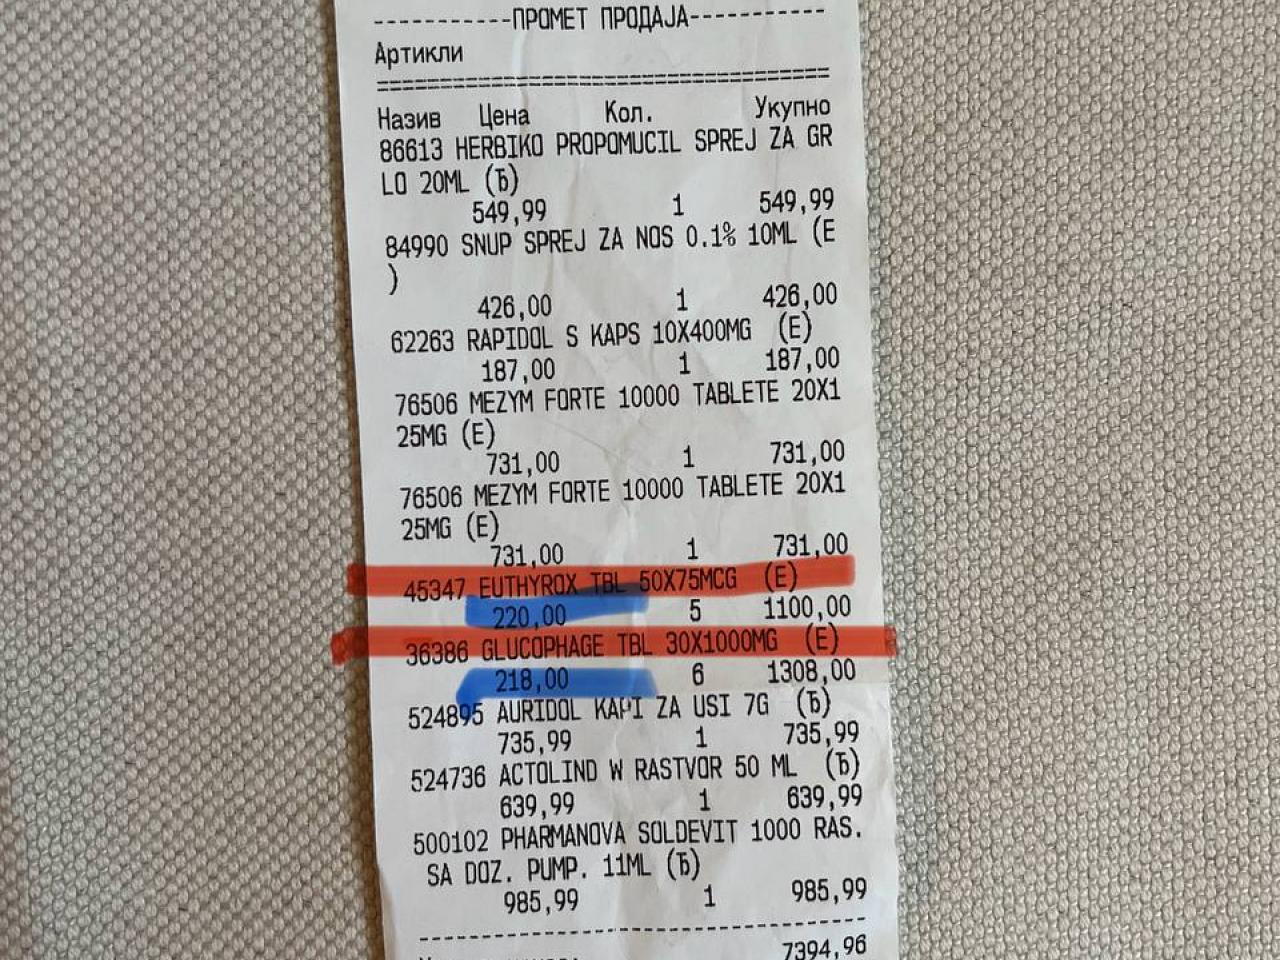 -----------ПРОМЕТ ПРОДАЈА-----------
Артикли
====================================
Назив Цена Кол. Укупно
86613 HERBIKO PROPOMUCIL SPREJ ZA GR
LO 20ML (Ђ)
549,99 1 549,99
84990 SNUP SPREJ ZA NOS 0.1% 10ML (E
)
426,00 1 426,00
62263 RAPIDOL S KAPS 10X400MG (E)
187,00 1 187,00
76506 MEZYM FORTE 10000 TABLETE 20X1
25MG (E)
731,00 1 731,00
76506 MEZYM FORTE 10000 TABLETE 20X1
25MG (E)
731,00 1 731,00
45347 EUTHYROX TBL 50X75MCG (E)
220,00 5 1100,00
36386 GLUCOPHAGE TBL 30X1000MG (E)
218,00 6 1308,00
524895 AURIDOL KAPI ZA USI 7G (Ђ)
735,99 1 735,99
524736 ACTOLIND W RASTVOR 50 ML (Ђ)
639,99 1 639,99
500102 PHARMANOVA SOLDEVIT 1000 RAS.
SA DOZ. PUMP. 11ML (Ђ)
985,99 1 985,99
------------------------------------
7394,96